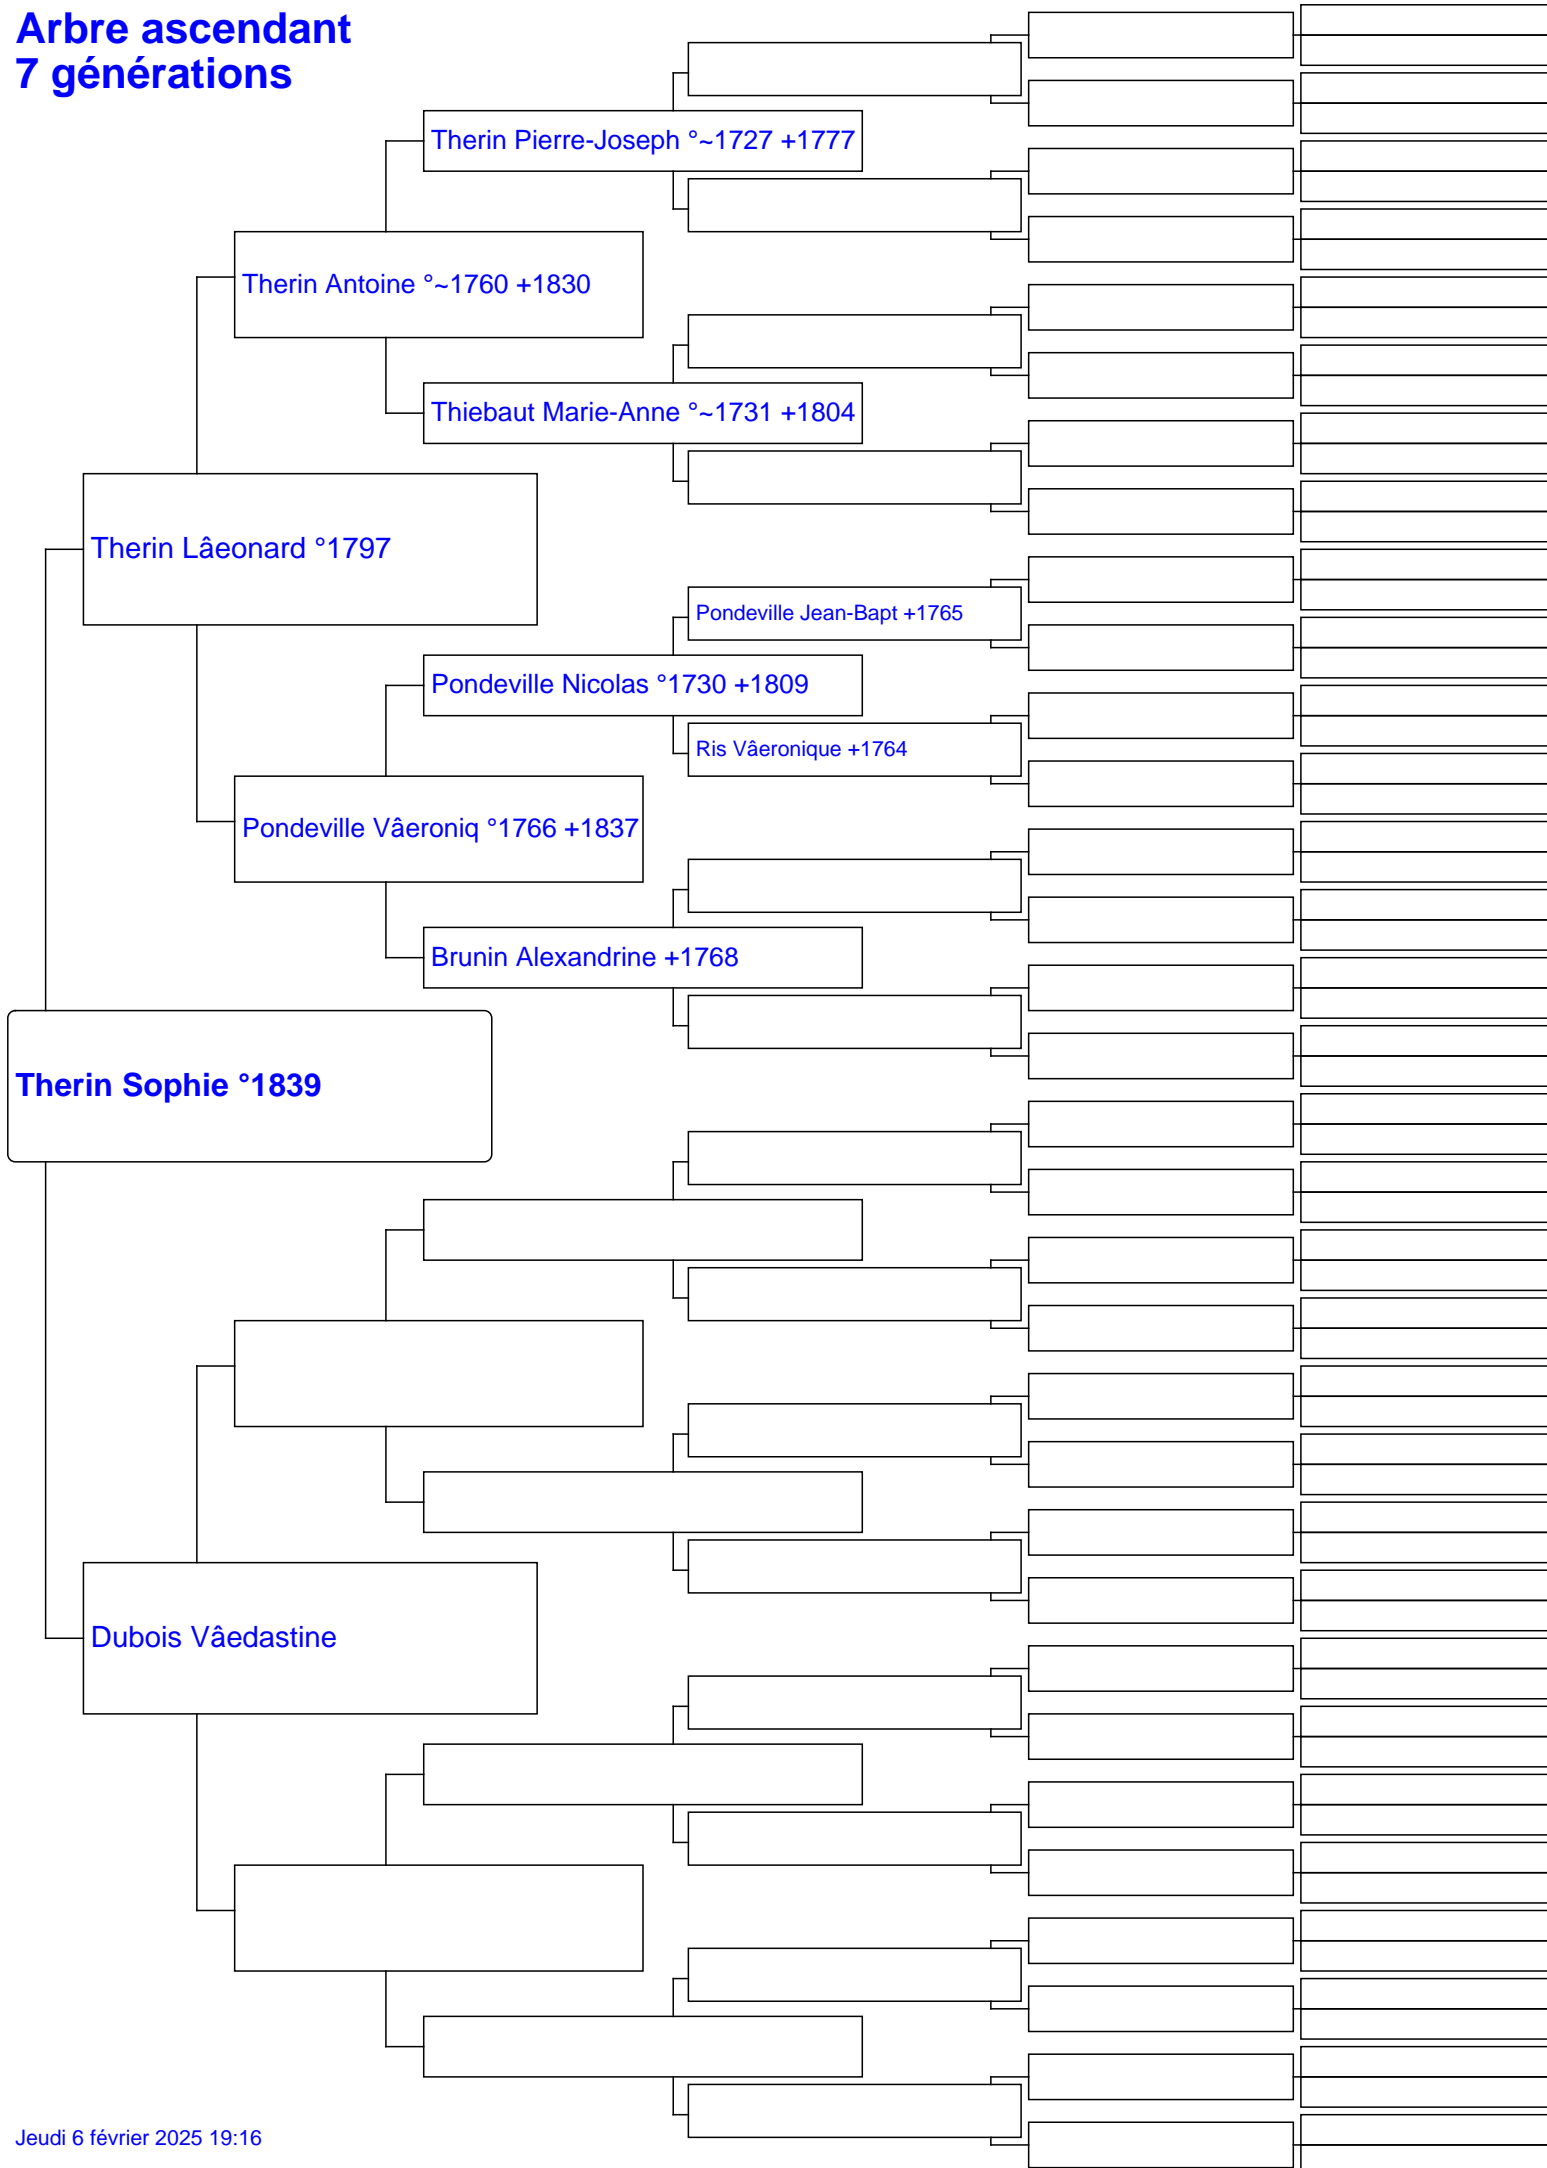 Arbre ascendant
7 générations
Therin Pierre-Joseph °~1727 +1777
Therin Antoine °~1760 +1830
Thiebaut Marie-Anne °~1731 +1804
Therin Lâeonard °1797
Pondeville Jean-Bapt +1765
Pondeville Nicolas °1730 +1809
Ris Vâeronique +1764
Pondeville Vâeroniq °1766 +1837
Brunin Alexandrine +1768
Therin Sophie °1839
Dubois Vâedastine
Jeudi 6 février 2025 19:16